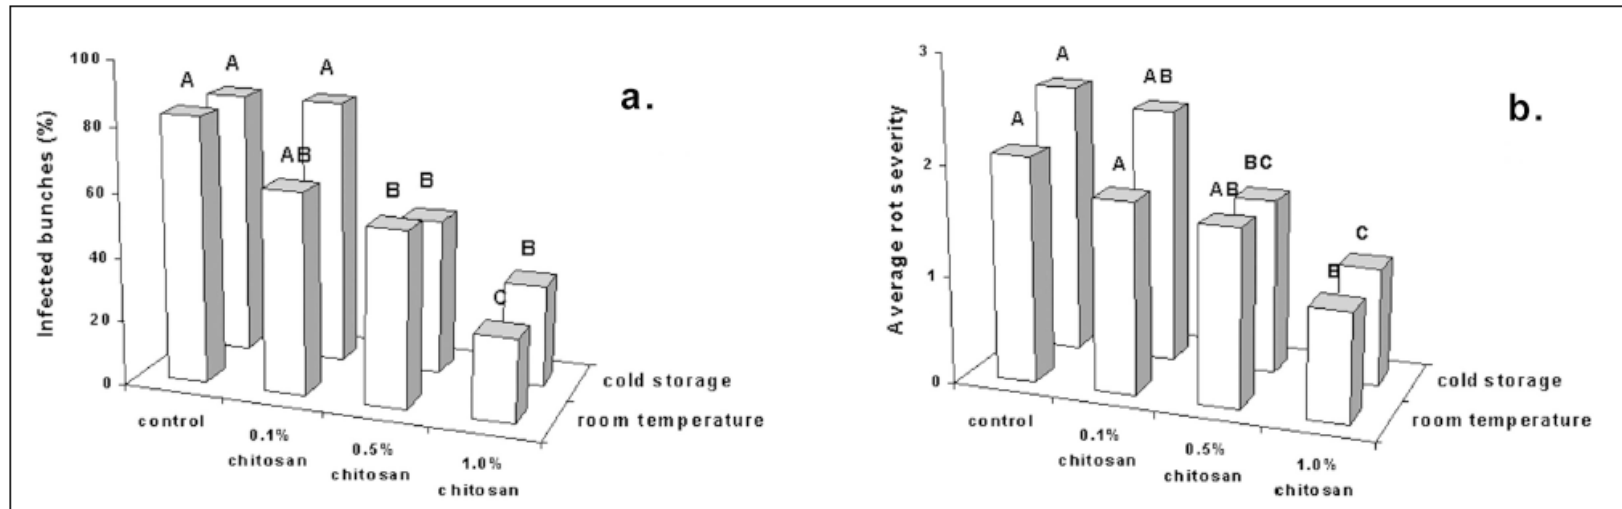 a.
Infected bunches (%)
100
80
60
40
20
0
A
A
A
AB
B
B
B
C
control
0.1%
chitosan
0.5%
chitosan
1.0%
chitosan
cold storage
room temperature
b.
Average rot severity
3
2
1
0
A
A
AB
A
BC
AB
C
B
control
0.1%
chitosan
0.5%
chitosan
1.0%
chitosan
cold storage
room temperature